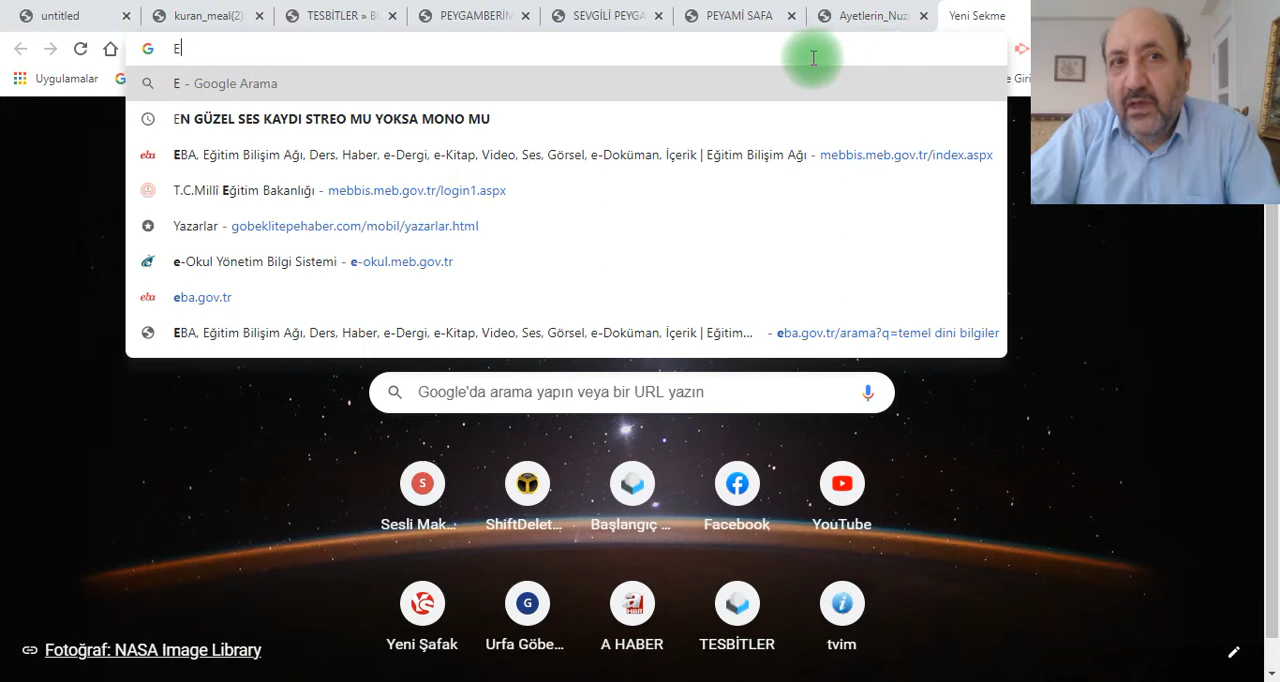 untitled
kuran_meal(2).
TESBİTLER » Bl
PEYGAMBERİM
SEVGİLİ PEYGA
PEYAMİ SAFA
Ayetlerin_Nuzu
Yeni Sekme
E
Uygulamalar
e Giri
E - Google Arama
EN GÜZEL SES KAYDI STREO MU YOKSA MONO MU
eba EBA, Eğitim Bilişim Ağı, Ders, Haber, e-Dergi, e-Kitap, Video, Ses, Görsel, e-Doküman, İçerik | Eğitim Bilişim Ağı - mebbis.meb.gov.tr/index.aspx
T.C.Millî Eğitim Bakanlığı - mebbis.meb.gov.tr/login1.aspx
Yazarlar - gobeklitepehaber.com/mobil/yazarlar.html
e-Okul Yönetim Bilgi Sistemi - e-okul.meb.gov.tr
eba eba.gov.tr
eba EBA, Eğitim Bilişim Ağı, Ders, Haber, e-Dergi, e-Kitap, Video, Ses, Görsel, e-Doküman, İçerik | Eğitim... - eba.gov.tr/arama?q=temel dini bilgiler
Google'da arama yapın veya bir URL yazın
S
G
Sesli Mak...
ShiftDelet...
Başlangıç ...
Facebook
YouTube
Yeni Şafak
Urfa Göbe...
A HABER
TESBİTLER
tvim
Fotoğraf: NASA Image Library